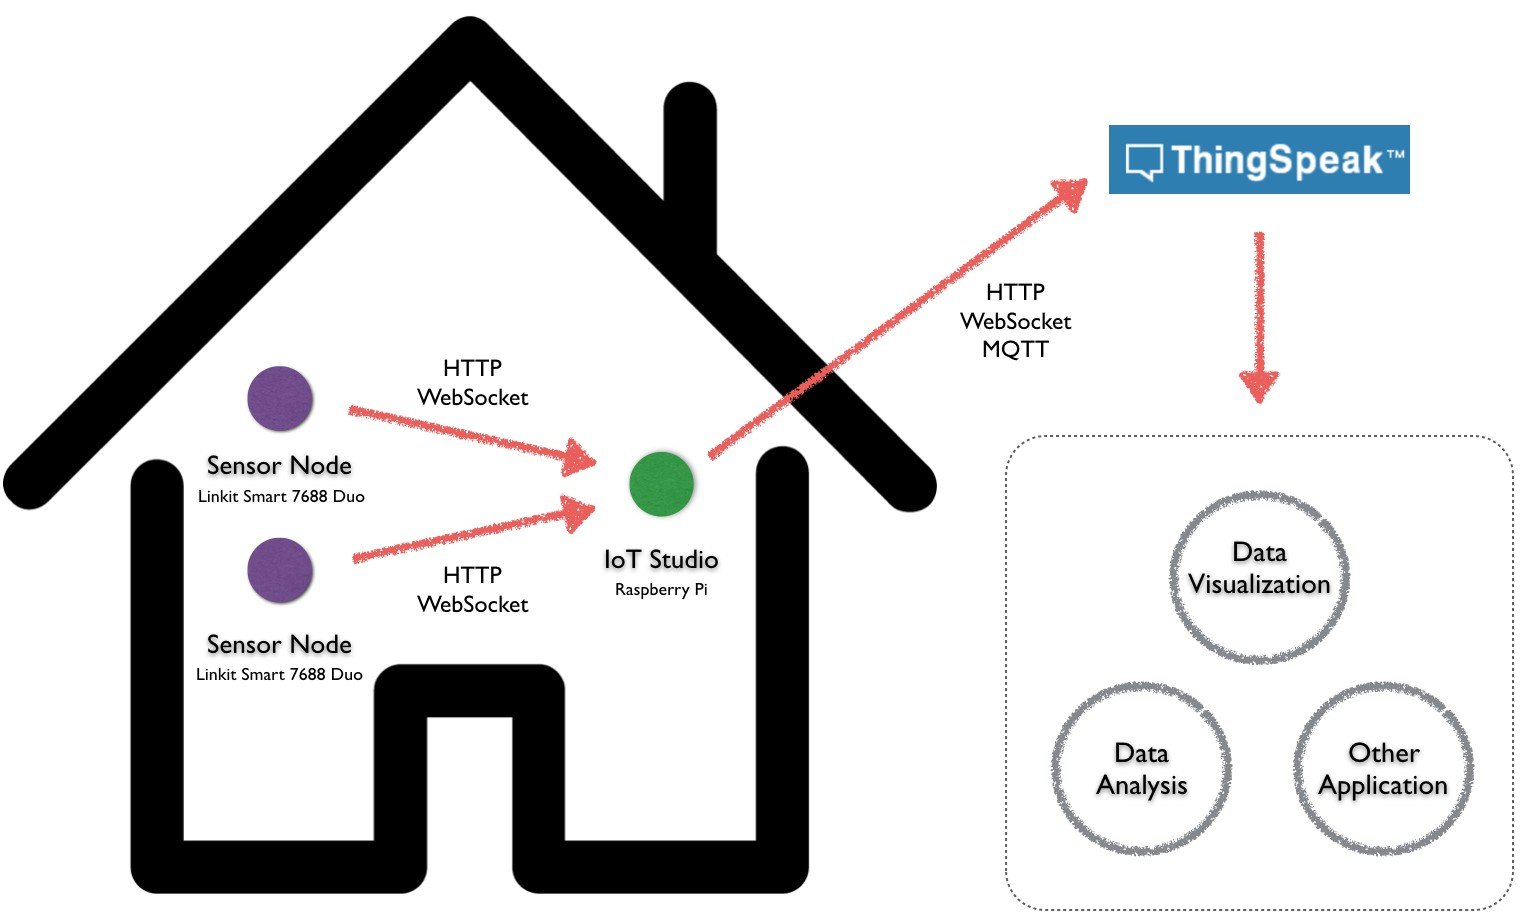 ThingSpeak™
HTTP
WebSocket
MQTT
HTTP
WebSocket
Sensor Node
Linkit Smart 7688 Duo
IoT Studio
Raspberry Pi
HTTP
WebSocket
Sensor Node
Linkit Smart 7688 Duo
Data
Visualization
Data
Analysis
Other
Application